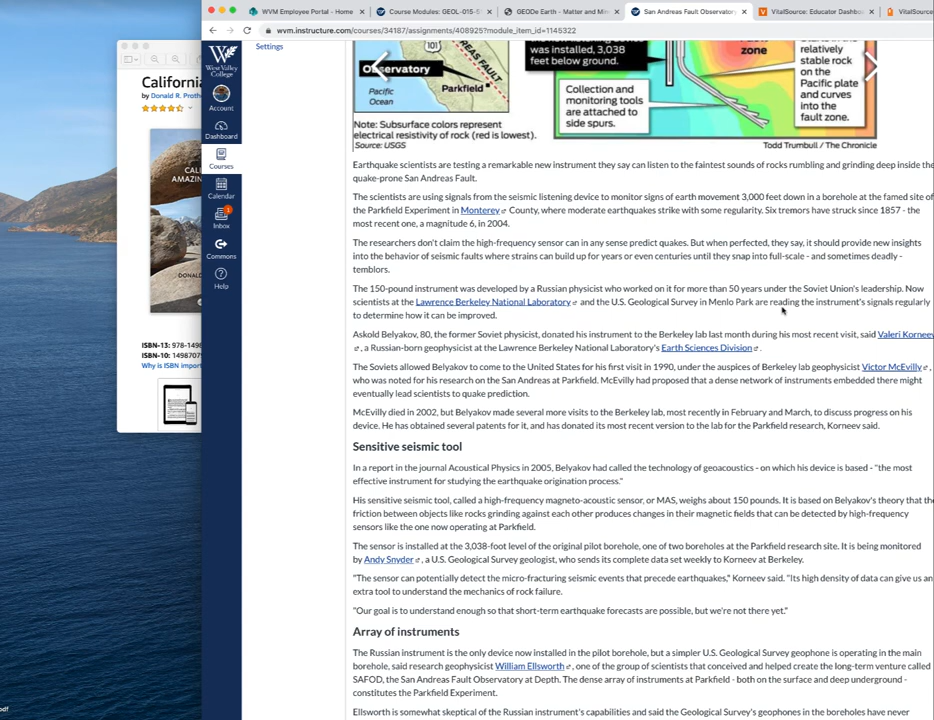 WVM Employee Portal - Home
Course Modules: GEOL-015-5
GEODe Earth - Matter and Min
San Andreas Fault Observatory
VitalSource: Educator Dashbo
VitalSource
wvm.instructure.com/courses/34187/assignments/408925?module_item_id=1145322
WEST VALLEY
COLLEGE
Account
Dashboard
Courses
Calendar
1
Inbox
Commons
Help
Settings
California
by Donald R. Proth
CALI
AMAZIN
DONALD
ISBN-13: 978-149
ISBN-10: 1498707
Why is ISBN import
pdf
101
Observatory
FAULT
AREAS
Parkfield
Pacific
Ocean
Note: Subsurface colors represent
electrical resistivity of rock (red is lowest).
Source: USGS
was installed, 3,038
feet below ground.
Collection and
monitoring tools
are attached to
side spurs.
zone
Starts in the
relatively
stable rock
on the
Pacific plate
and curves
into the
fault zone.
Todd Trumbull / The Chronicle
Earthquake scientists are testing a remarkable new instrument they say can listen to the faintest sounds of rocks rumbling and grinding deep inside the
quake-prone San Andreas Fault.
The scientists are using signals from the seismic listening device to monitor signs of earth movement 3,000 feet down in a borehole at the famed site of
the Parkfield Experiment in Monterey County, where moderate earthquakes strike with some regularity. Six tremors have struck since 1857 - the
most recent one, a magnitude 6, in 2004.
The researchers don't claim the high-frequency sensor can in any sense predict quakes. But when perfected, they say, it should provide new insights
into the behavior of seismic faults where strains can build up for years or even centuries until they snap into full-scale - and sometimes deadly -
temblors.
The 150-pound instrument was developed by a Russian physicist who worked on it for more than 50 years under the Soviet Union's leadership. Now
scientists at the Lawrence Berkeley National Laboratory and the U.S. Geological Survey in Menlo Park are reading the instrument's signals regularly
to determine how it can be improved.
Askold Belyakov, 80, the former Soviet physicist, donated his instrument to the Berkeley lab last month during his most recent visit, said Valeri Korneev
, a Russian-born geophysicist at the Lawrence Berkeley National Laboratory's Earth Sciences Division .
The Soviets allowed Belyakov to come to the United States for his first visit in 1990, under the auspices of Berkeley lab geophysicist Victor McEvilly ,
who was noted for his research on the San Andreas at Parkfield. McEvilly had proposed that a dense network of instruments embedded there might
eventually lead scientists to quake prediction.
McEvilly died in 2002, but Belyakov made several more visits to the Berkeley lab, most recently in February and March, to discuss progress on his
device. He has obtained several patents for it, and has donated its most recent version to the lab for the Parkfield research, Korneev said.
Sensitive seismic tool
In a report in the journal Acoustical Physics in 2005, Belyakov had called the technology of geoacoustics - on which his device is based - "the most
effective instrument for studying the earthquake origination process."
His sensitive seismic tool, called a high-frequency magneto-acoustic sensor, or MAS, weighs about 150 pounds. It is based on Belyakov's theory that the
friction between objects like rocks grinding against each other produces changes in their magnetic fields that can be detected by high-frequency
sensors like the one now operating at Parkfield.
The sensor is installed at the 3,038-foot level of the original pilot borehole, one of two boreholes at the Parkfield research site. It is being monitored
by Andy Snyder , a U.S. Geological Survey geologist, who sends its complete data set weekly to Korneev at Berkeley.
"The sensor can potentially detect the micro-fracturing seismic events that precede earthquakes," Korneev said. "Its high density of data can give us an
extra tool to understand the mechanics of rock failure.
"Our goal is to understand enough so that short-term earthquake forecasts are possible, but we're not there yet."
Array of instruments
The Russian instrument is the only device now installed in the pilot borehole, but a simpler U.S. Geological Survey geophone is operating in the main
borehole, said research geophysicist William Ellsworth , one of the group of scientists that conceived and helped create the long-term venture called
SAFOD, the San Andreas Fault Observatory at Depth. The dense array of instruments at Parkfield - both on the surface and deep underground -
constitutes the Parkfield Experiment.
Ellsworth is somewhat skeptical of the Russian instrument's capabilities and said the Geological Survey's geophones in the boreholes have never